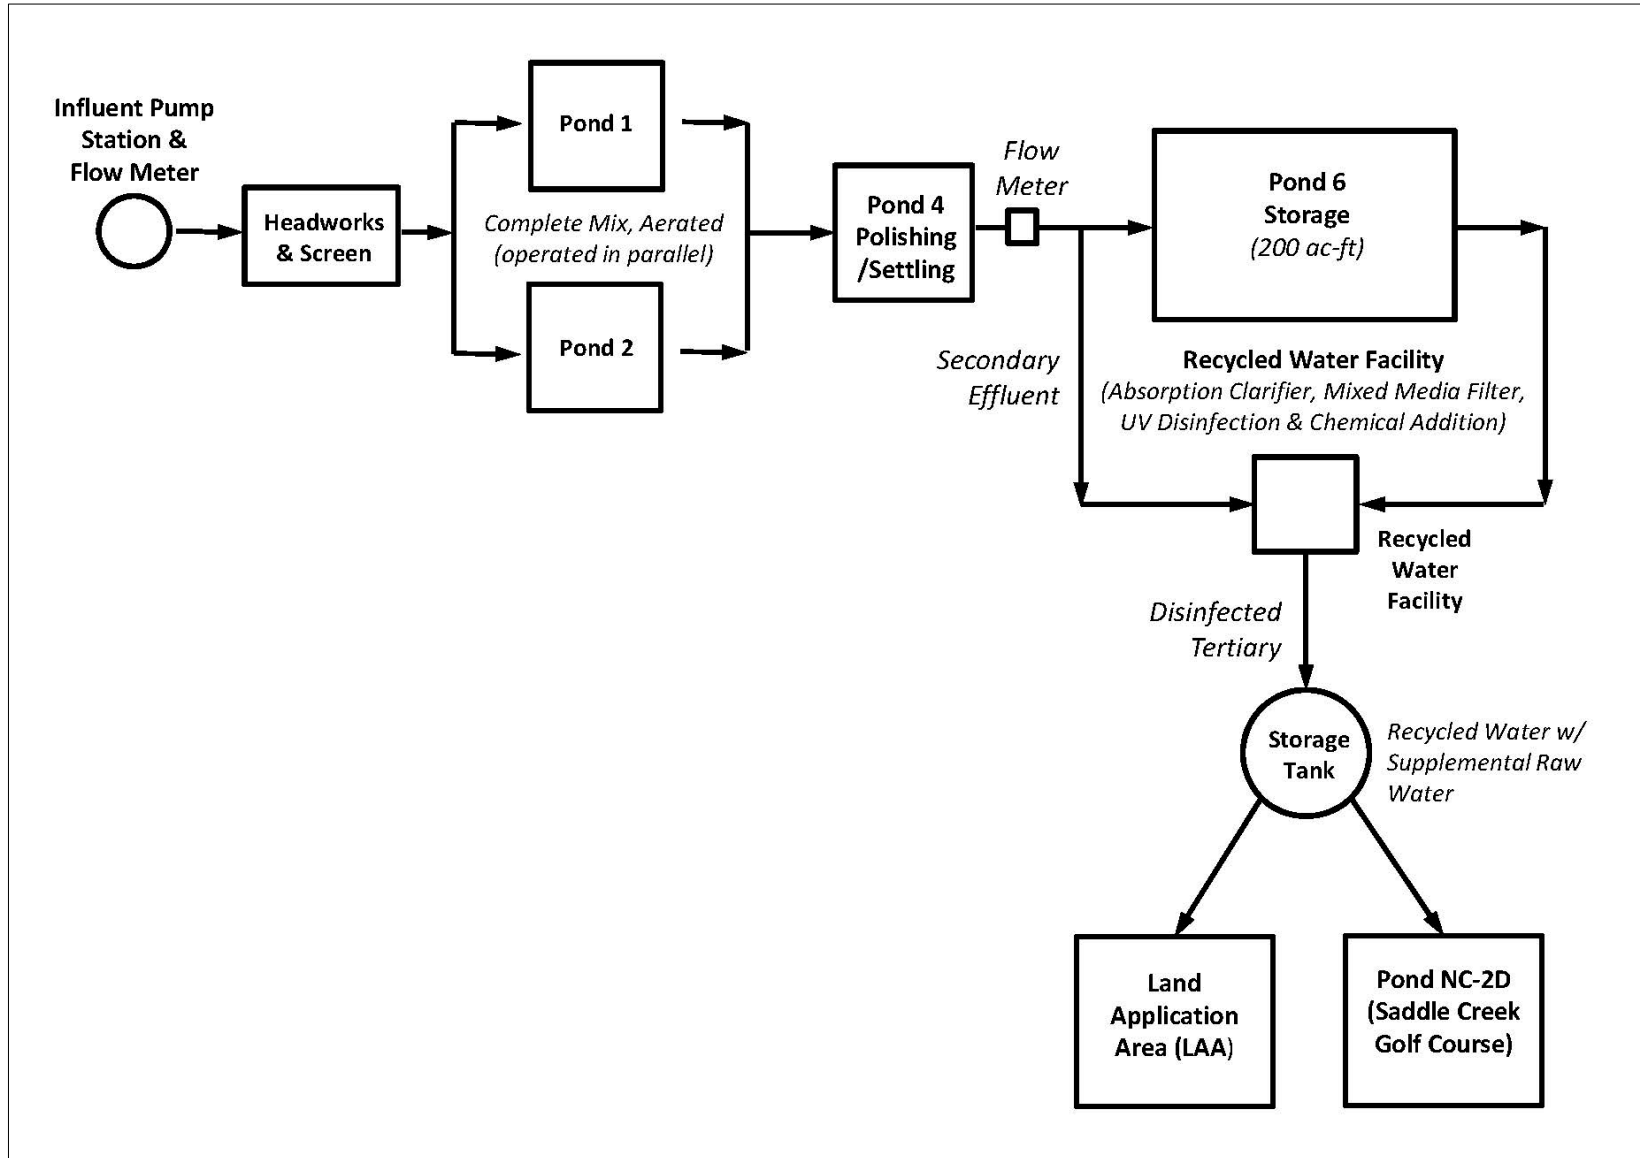 Influent Pump
Station &
Flow Meter
Headworks
& Screen
Pond 1
Complete Mix, Aerated
(operated in parallel)
Pond 2
Pond 4
Polishing
/Settling
Flow
Meter
Pond 6
Storage
(200 ac-ft)
Secondary
Effluent
Recycled Water Facility
(Absorption Clarifier, Mixed Media Filter,
UV Disinfection & Chemical Addition)
Recycled
Water
Facility
Disinfected
Tertiary
Storage
Tank
Recycled Water w/
Supplemental Raw
Water
Land
Application
Area (LAA)
Pond NC-2D
(Saddle Creek
Golf Course)